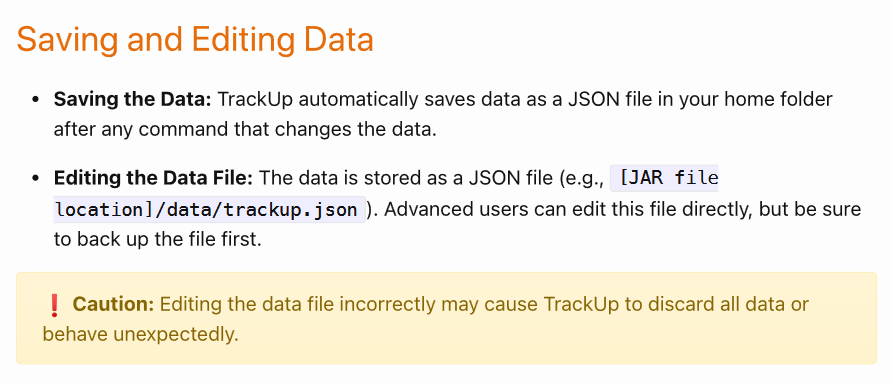 Saving and Editing Data
• Saving the Data: TrackUp automatically saves data as a JSON file in your home folder
after any command that changes the data.
• Editing the Data File: The data is stored as a JSON file (e.g., [JAR file
location]/data/trackup.json ). Advanced users can edit this file directly, but be sure
to back up the file first.
❗ Caution: Editing the data file incorrectly may cause TrackUp to discard all data or
behave unexpectedly.